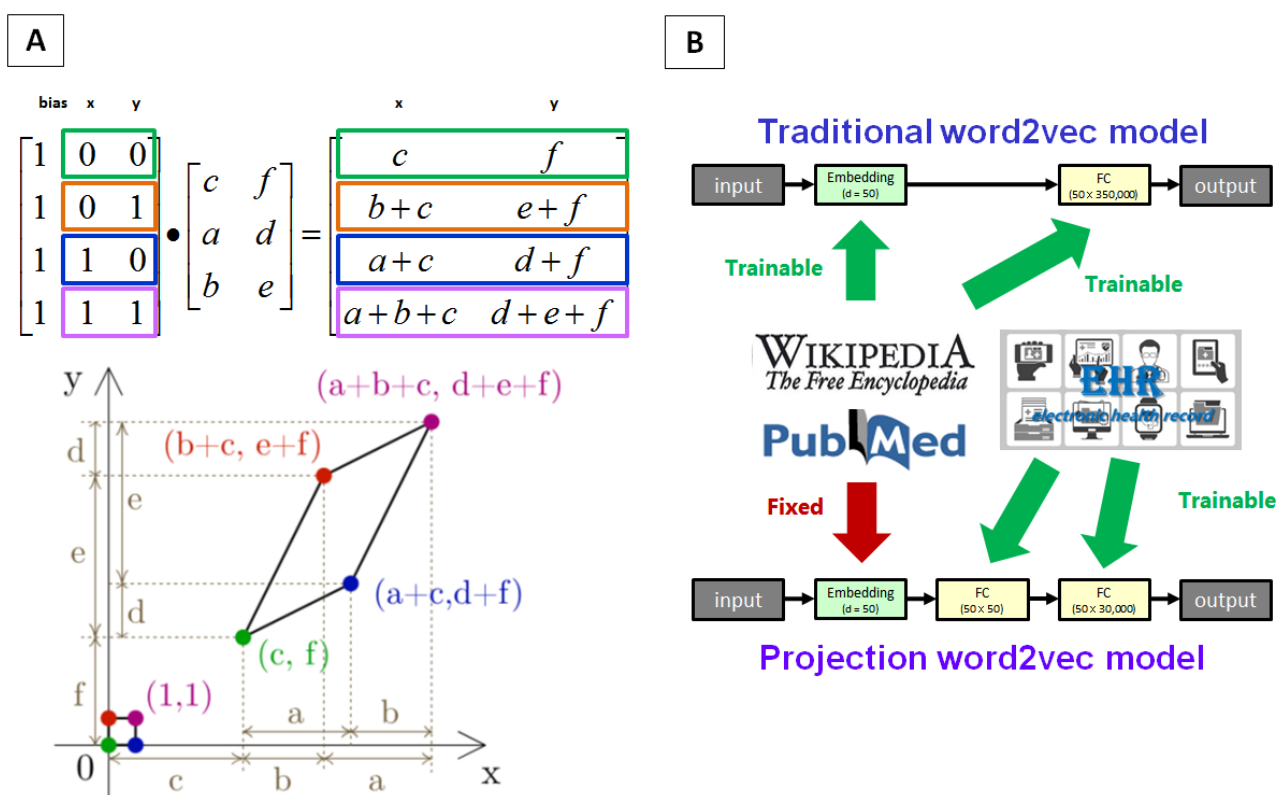 A
bias x y
x y
1 0 0
1 0 1
1 1 0
1 1 1
•
c f
a d
b e
=
c f
b+c e+f
a+c d+f
a+b+c d+e+f
y
(a+b+c, d+e+f)
(b+c, e+f)
d
e
e
d
(a+c,d+f)
(c, f)
f
(1,1)
a b
0
c b a
x
B
Traditional word2vec model
input
Embedding
(d = 50)
FC
(50 x 350,000)
output
Trainable
Trainable
WIKIPEDIA
The Free Encyclopedia
PubMed
EHR
electronic health record
Fixed
Trainable
input
Embedding
(d = 50)
FC
(50 x 50)
FC
(50 x 30,000)
output
Projection word2vec model